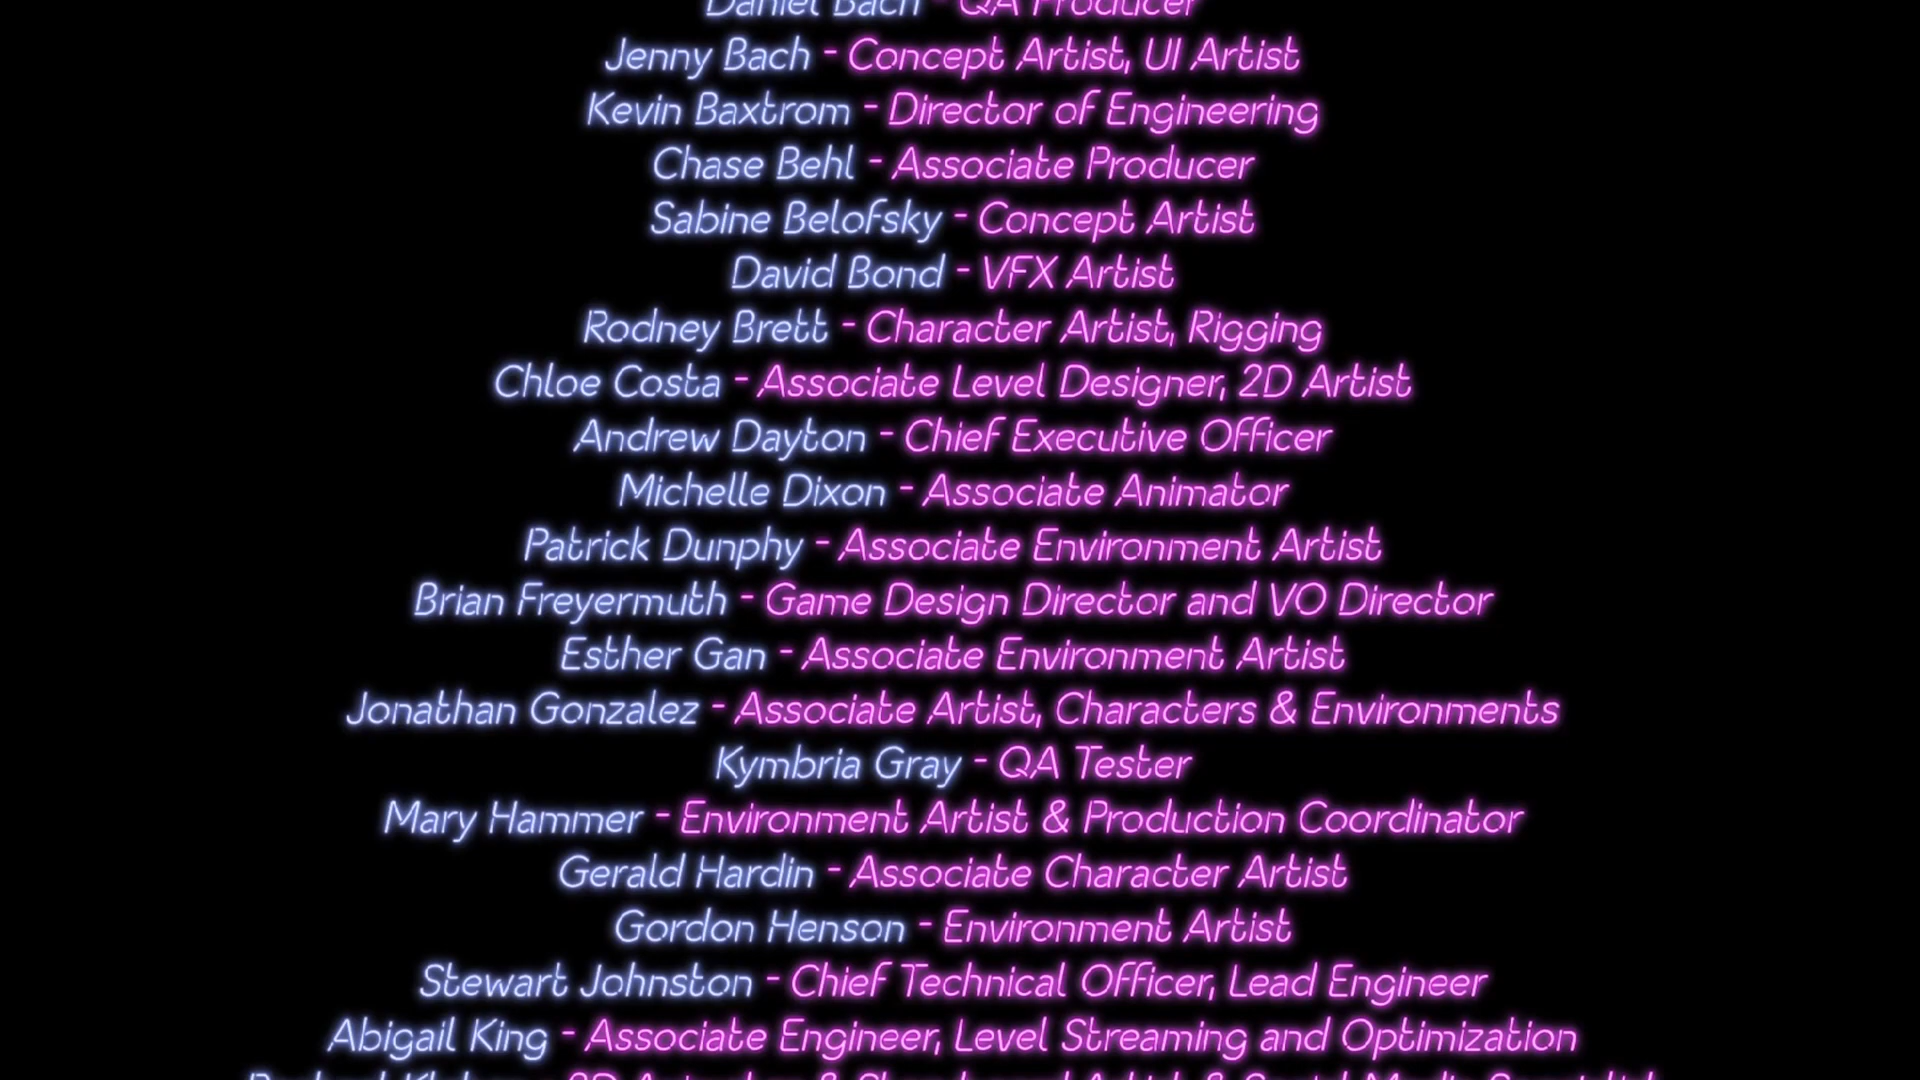 Daniel Bach - QA Producer
Jenny Bach - Concept Artist, UI Artist
Kevin Baxtrom - Director of Engineering
Chase Behl - Associate Producer
Sabine Belofsky - Concept Artist
David Bond - VFX Artist
Rodney Brett - Character Artist, Rigging
Chloe Costa - Associate Level Designer, 2D Artist
Andrew Dayton - Chief Executive Officer
Michelle Dixon - Associate Animator
Patrick Dunphy - Associate Environment Artist
Brian Freyermuth - Game Design Director and VO Director
Esther Gan - Associate Environment Artist
Jonathan Gonzalez - Associate Artist, Characters & Environments
Kymbria Gray - QA Tester
Mary Hammer - Environment Artist & Production Coordinator
Gerald Hardin - Associate Character Artist
Gordon Henson - Environment Artist
Stewart Johnston - Chief Technical Officer, Lead Engineer
Abigail King - Associate Engineer, Level Streaming and Optimization